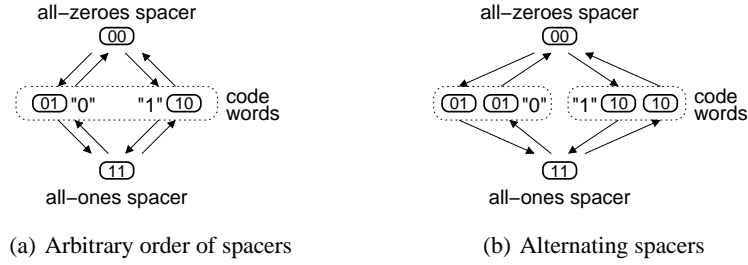 all−zeroes spacer
00
01 "0" "1" 10
code
words
11
all−ones spacer
(a) Arbitrary order of spacers
all−zeroes spacer
00
01 01 "0" "1" 10 10
code
words
11
all−ones spacer
(b) Alternating spacers